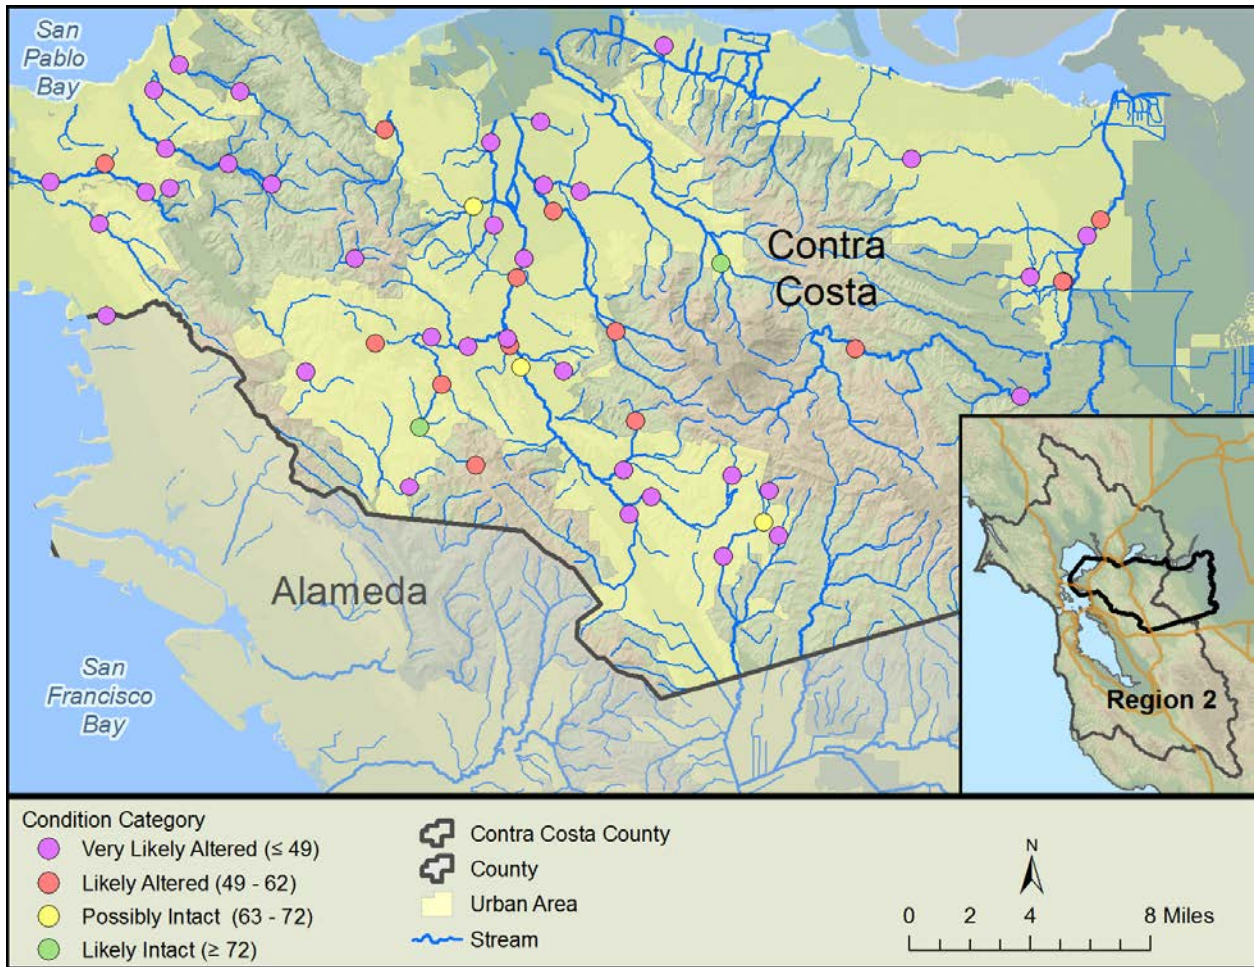 San
Pablo
Bay
Contra
Costa
Alameda
San
Francisco
Bay
Region 2
Condition Category
Very Likely Altered (≤ 49)
Likely Altered (49 - 62)
Possibly Intact (63 - 72)
Likely Intact (≥ 72)
Contra Costa County
County
Urban Area
Stream
N
0 2 4 8 Miles